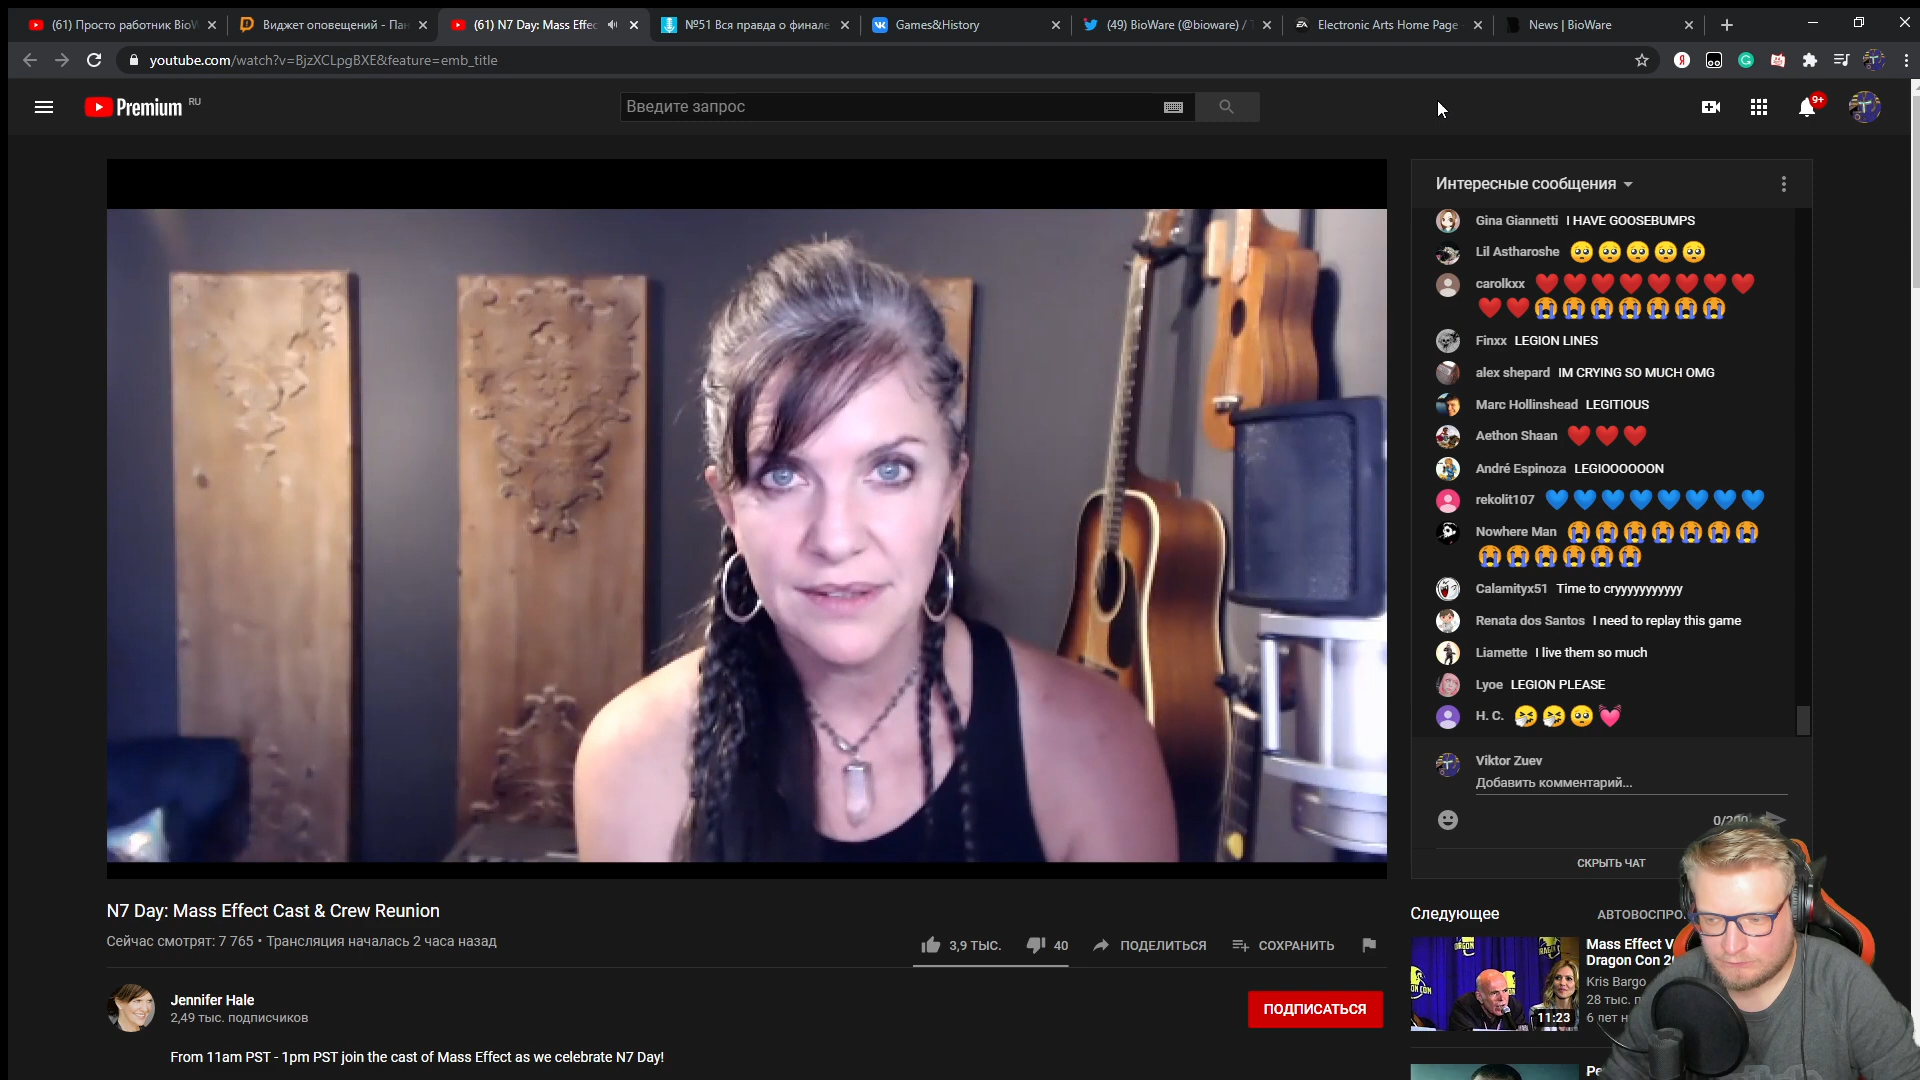 (61) Просто работник BioW
Виджет оповещений - Пан
(61) N7 Day: Mass Effec
№51 Вся правда о финале
Games&History
(49) BioWare (@bioware) / T
Electronic Arts Home Page -
News | BioWare
youtube.com/watch?v=BjzXCLpgBXE&feature=emb_title
Premium RU
Введите запрос
9+
Интересные сообщения
Gina Giannetti I HAVE GOOSEBUMPS
Lil Astharoshe 🥺🥺🥺🥺🥺
carolkxx ❤️❤️❤️❤️❤️❤️❤️❤️
❤️❤️😭😭😭😭😭😭😭
Finxx LEGION LINES
alex shepard IM CRYING SO MUCH OMG
Marc Hollinshead LEGITIOUS
Aethon Shaan ❤️❤️❤️
André Espinoza LEGIOOOOOON
rekolit107 💙💙💙💙💙💙💙💙
Nowhere Man 😭😭😭😭😭😭😭
😭😭😭😭😭😭
Calamityx51 Time to cryyyyyyyyyyy
Renata dos Santos I need to replay this game
Liamette I live them so much
Lyoe LEGION PLEASE
H. C. 🤧🤧🥺💓
Viktor Zuev
Добавить комментарий...
0/200
СКРЫТЬ ЧАТ
N7 Day: Mass Effect Cast & Crew Reunion
Сейчас смотрят: 7 765 • Трансляция началась 2 часа назад
3,9 ТЫС.
40
ПОДЕЛИТЬСЯ
СОХРАНИТЬ
Jennifer Hale
2,49 тыс. подписчиков
ПОДПИСАТЬСЯ
From 11am PST - 1pm PST join the cast of Mass Effect as we celebrate N7 Day!
Следующее
АВТОВОСПРО
Mass Effect V
Dragon Con 20
Kris Bargo
28 тыс. п
6 лет н
11:23